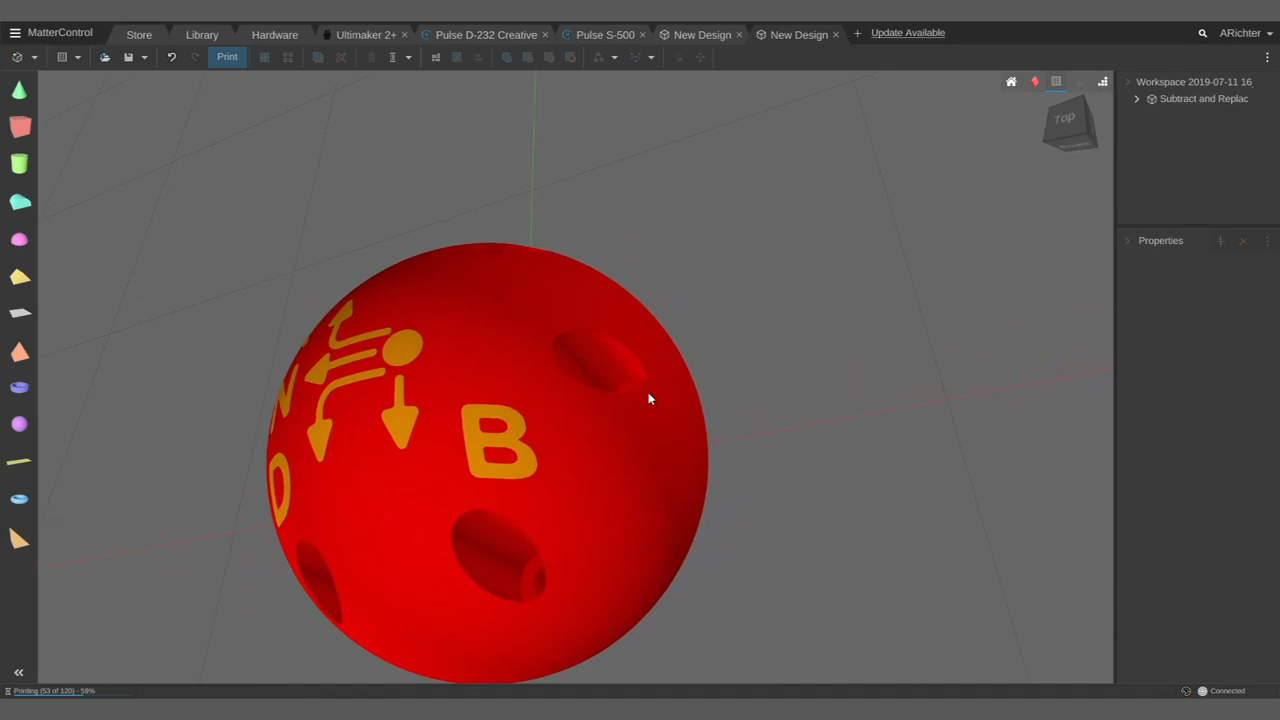 MatterControl Store Library Hardware Ultimaker 2+ Pulse D-232 Creative Pulse S-500 New Design New Design Update Available ARichter
Print
Workspace 2019-07-11 16
Subtract and Replac
Top
Properties
N
B
D
Printing (53 of 120) - 59%
Connected